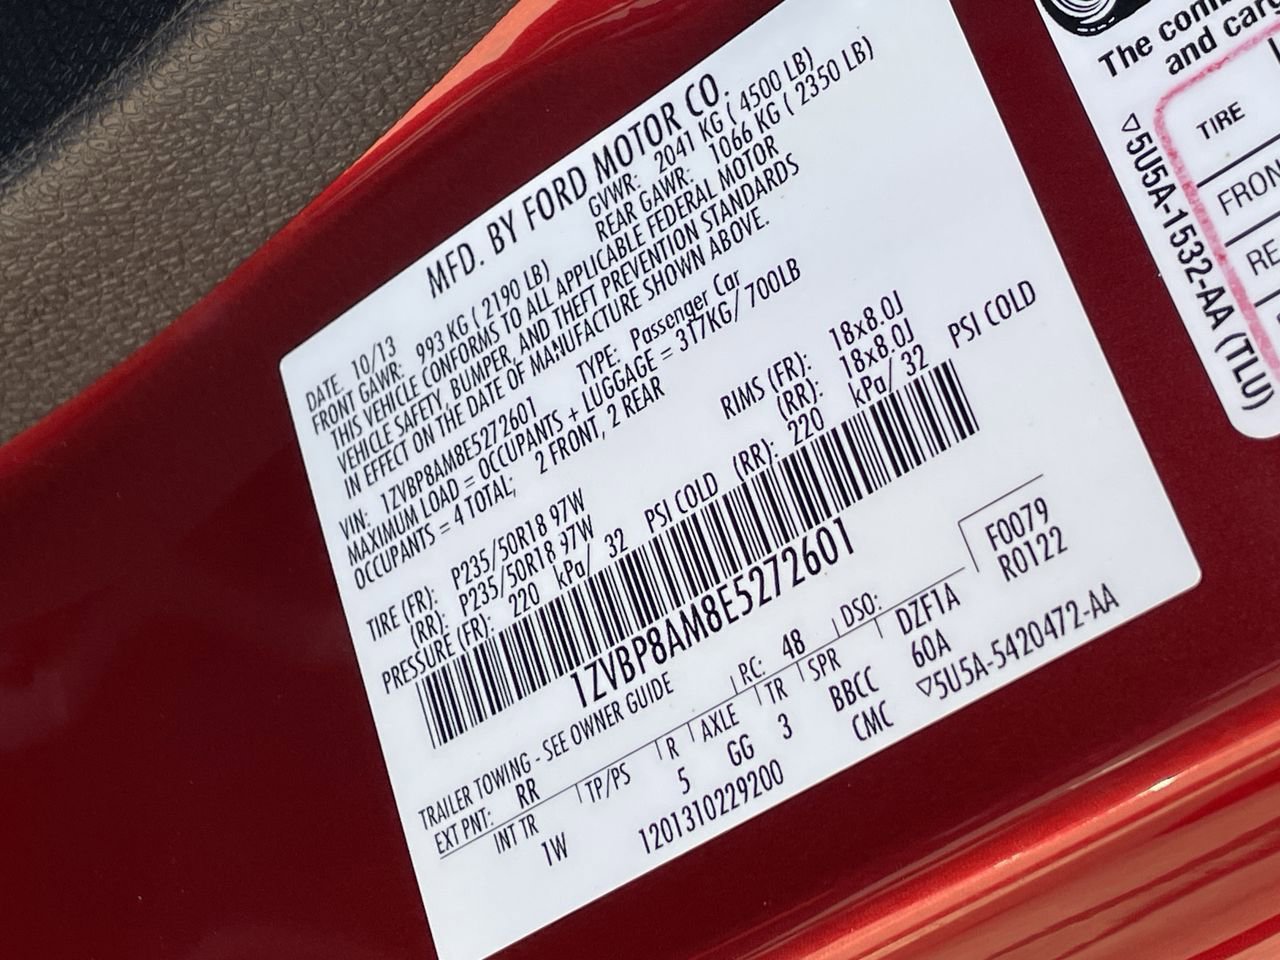 MFD. BY FORD MOTOR CO.
DATE. 10/13 GVWR: 2041 KG ( 4500 LB)
FRONT GAWR: 993 KG ( 2190 LB) REAR GAWR: 1066 KG ( 2350 LB)
THIS VEHICLE CONFORMS TO ALL APPLICABLE FEDERAL MOTOR
VEHICLE SAFETY, BUMPER, AND THEFT PREVENTION STANDARDS
IN EFFECT ON THE DATE OF MANUFACTURE SHOWN ABOVE.
VIN: 1ZVBP8AM8E5272601 TYPE: Passenger Car
MAXIMUM LOAD = OCCUPANTS + LUGGAGE = 317KG/ 700LB
OCCUPANTS = 4 TOTAL; 2 FRONT, 2 REAR
TIRE (FR): P235/50R18 97W RIMS (FR): 18x8.0J
(RR): P235/50R18 97W (RR): 18x8.0J
PRESSURE (FR): 220 kPa/ 32 PSI COLD (RR): 220 kPa/ 32 PSI COLD
1ZVBP8AM8E5272601
TRAILER TOWING - SEE OWNER GUIDE
EXT PNT: RR RC: 48 DSO: F0079
R0122
INT TR TP/PS R AXLE TR SPR DZF1A
1W 5 GG 3 BBCC 60A
1201310229200 CMC ▽5U5A-5420472-AA
The com
and carg
TIRE
FRON
RE
▽5U5A-1532-AA (TLU)